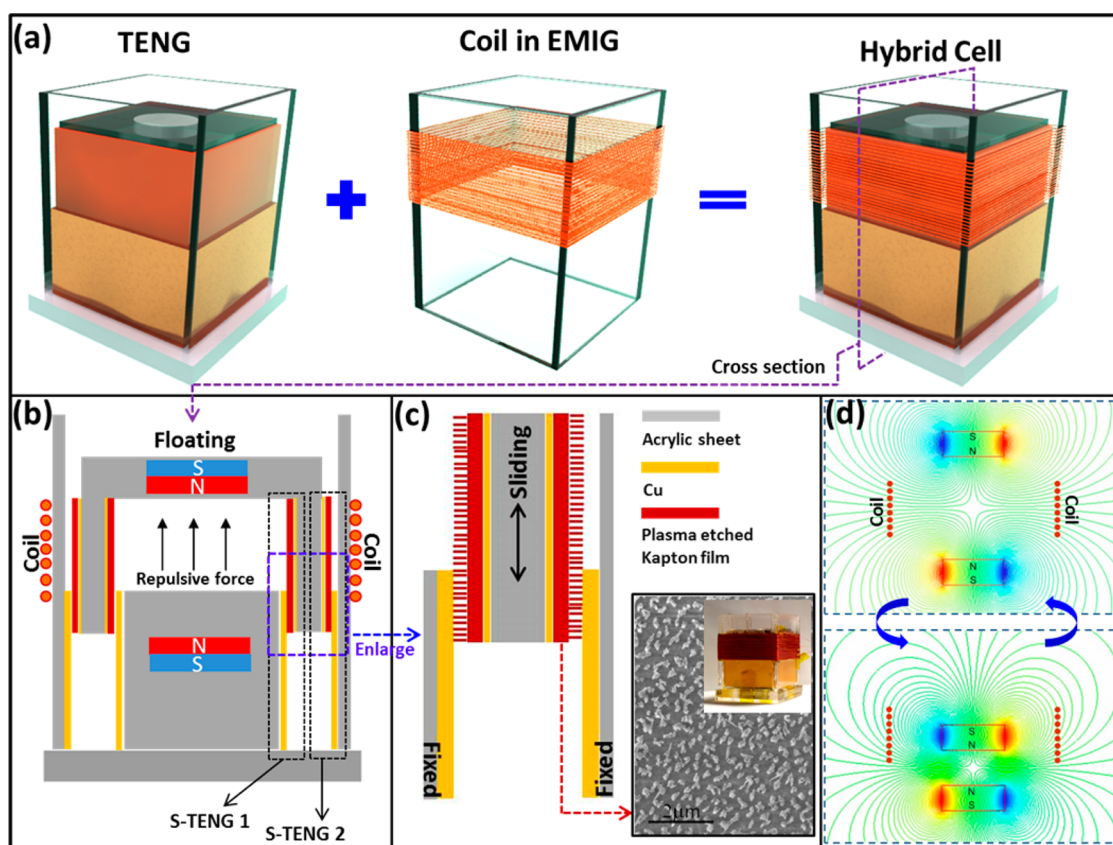 (a)
TENG
Coil in EMIG
Hybrid Cell
Cross section
(b)
Floating
S
N
Coil
Coil
Repulsive force
N
S
Enlarge
S-TENG 1
S-TENG 2
(c)
Sliding
Fixed
Fixed
Acrylic sheet
Cu
Plasma etched
Kapton film
2μm
(d)
S
N
Coil
Coil
N
S
S
N
N
S